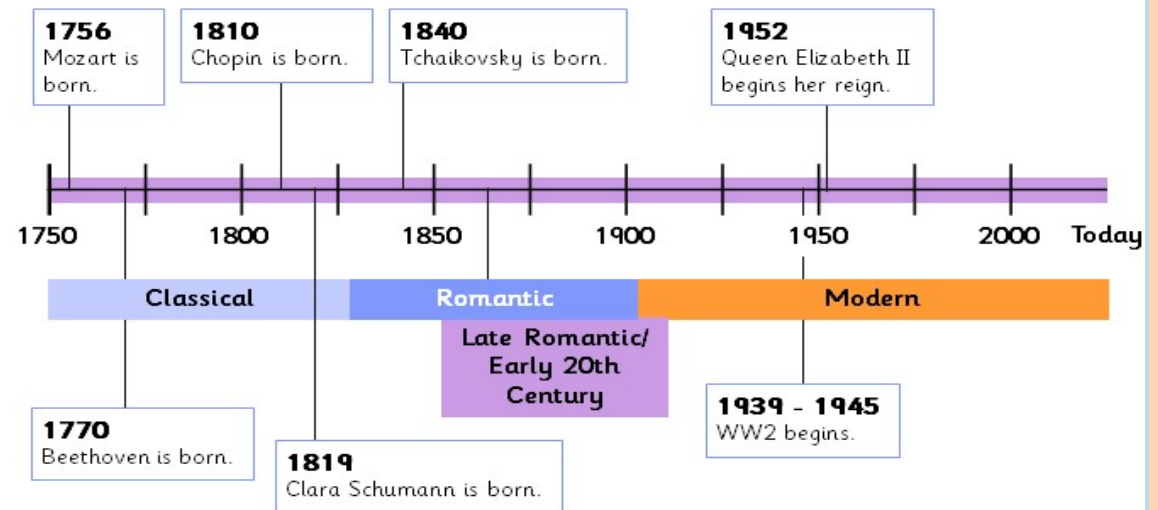 1756
Mozart is
born.
1810
Chopin is born.
1840
Tchaikovsky is born.
1952
Queen Elizabeth II
begins her reign.
1750
1800
1850
1900
1950
2000
Today
Classical
Romantic
Modern
Late Romantic/
Early 20th
Century
1770
Beethoven is born.
1819
Clara Schumann is born.
1939 - 1945
WW2 begins.